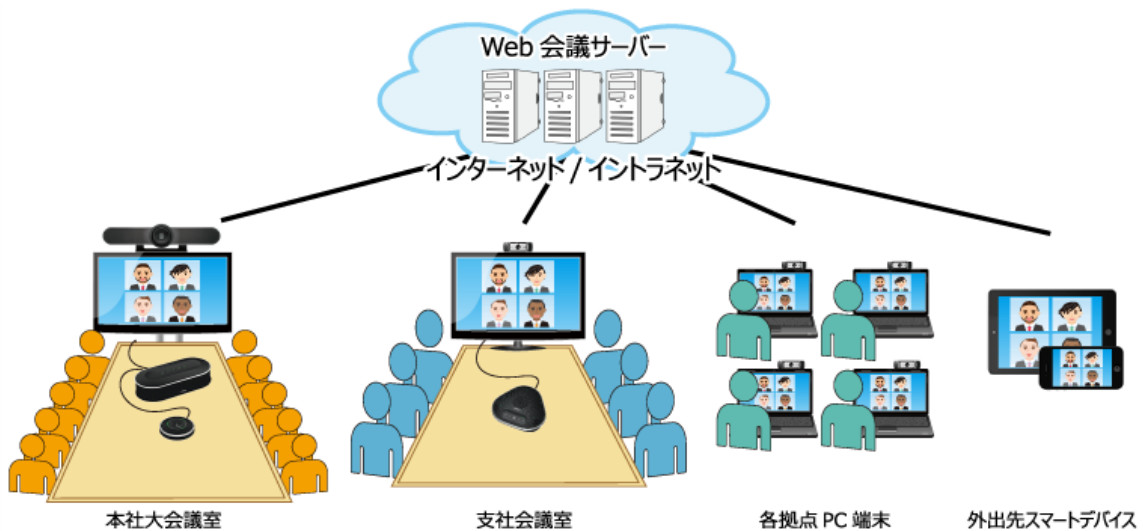 Web 会議サーバー
インターネット / イントラネット
本社大会議室
支社会議室
各拠点 PC 端末
外出先スマートデバイス